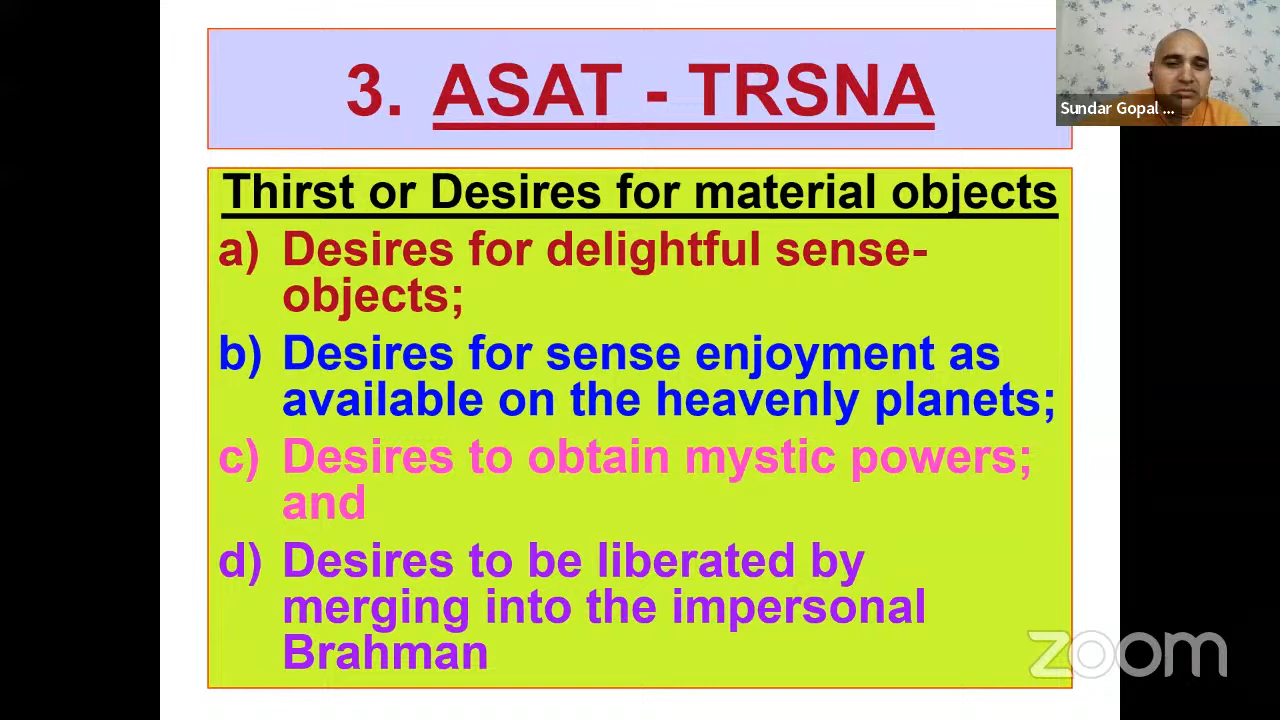 3. ASAT - TRSNA
Sundar Gopal ...
Thirst or Desires for material objects
a) Desires for delightful sense-
objects;
b) Desires for sense enjoyment as
available on the heavenly planets;
c) Desires to obtain mystic powers;
and
d) Desires to be liberated by
merging into the impersonal
Brahman
zoom